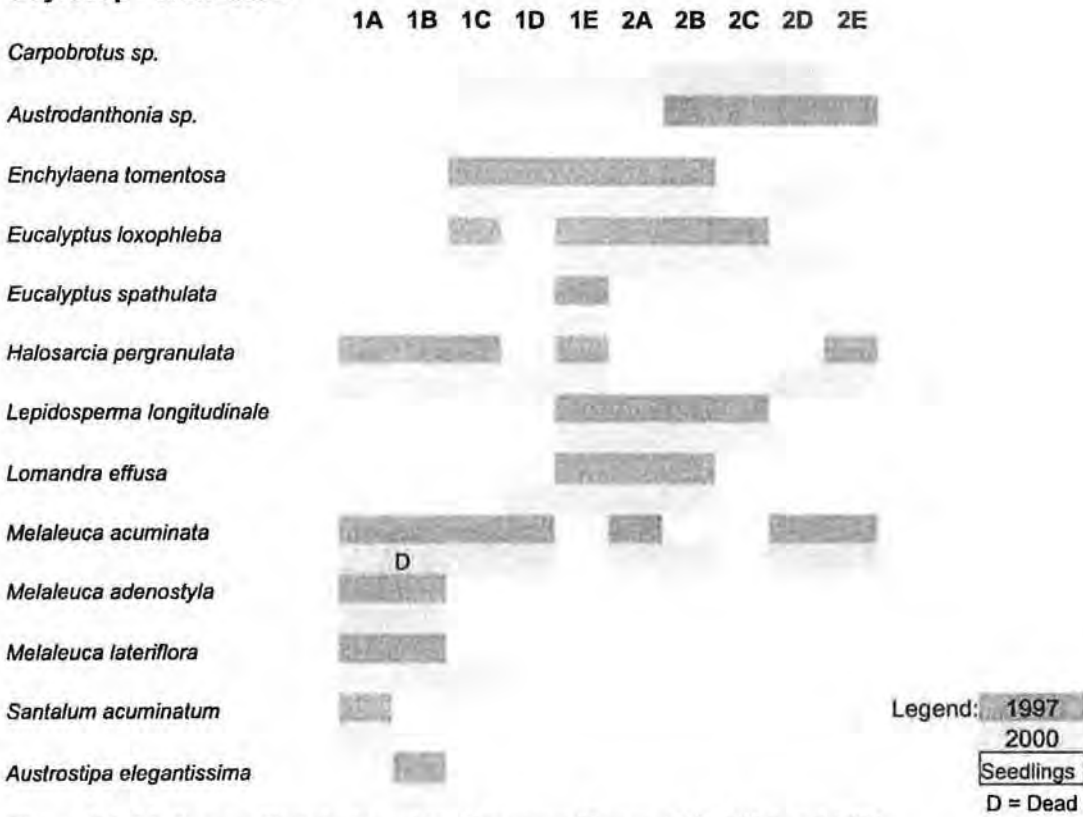 1A 1B 1C 1D 1E 2A 2B 2C 2D 2E
Carpobrotus sp.
Austrodanthonia sp.
Enchylaena tomentosa
Eucalyptus loxophleba
Eucalyptus spathulata
Halosarcia pergranulata
Lepidosperma longitudinale
Lomandra effusa
Melaleuca acuminata
D
Melaleuca adenostyla
Melaleuca lateriflora
Santalum acuminatum
Legend: 1997
2000
Austrostipa elegantissima
Seedlings
D = Dead